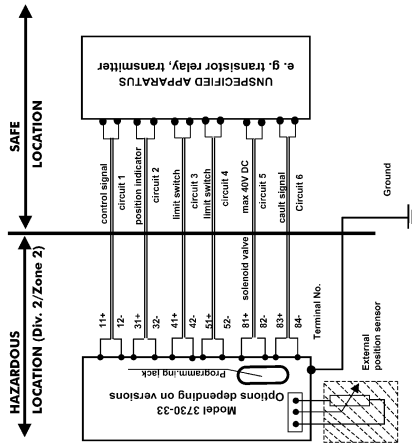 SAFE
LOCATION
UNSPECIFIED APPARATUS
e. g. transistor relay, transmitter
control signal
circuit 1
position indicator
circuit 2
limit switch
circuit 3
limit switch
circuit 4
max 40V DC
circuit 5
cault signal
Circuit 6
Ground
HAZARDOUS
LOCATION (Div. 2/Zone 2)
solenoid valve
11+
12-
31+
32-
41+
42-
51+
52-
81+
82-
83+
84-
Terminal No.
Programm.ing jack
Model 3730-33
Options depending on versions
External
position sensor